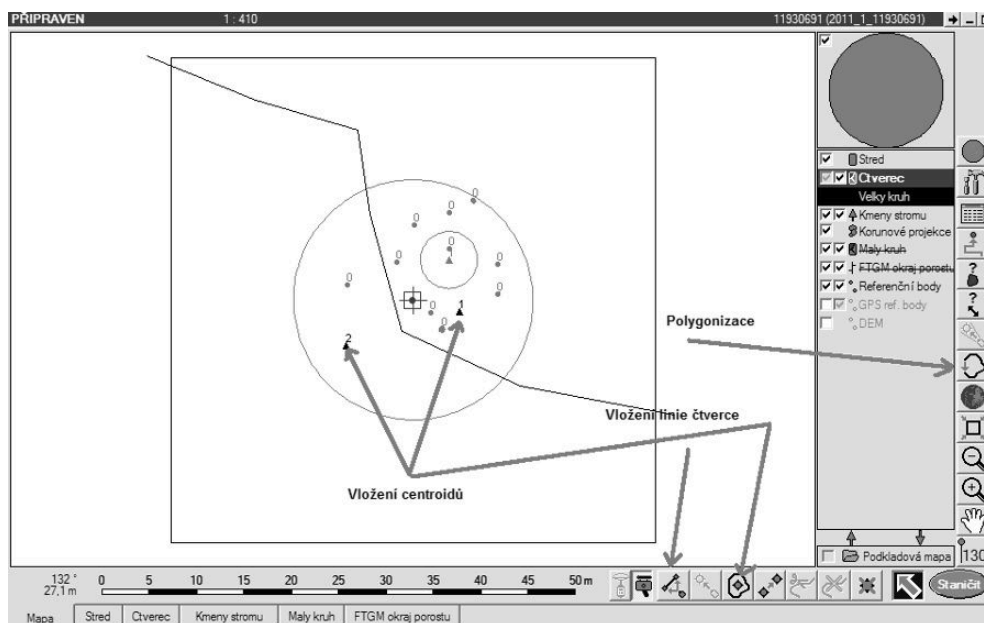 PŘIPRAVEN 1 : 410 11930691 (2011_1_11930691)
Stred
Ctverec
Velky kruh
Kmeny stromu
Korunové projekce
Maly kruh
FTGM okraj porostu
Referenční body
GPS ref. body
DEM
0
0
0
0
0
1
0
0
0
0
0
1
0
2
Polygonizace
Vložení linie čtverce
Vložení centroidů
Podkladová mapa
130
132 °
27,1 m
0 5 10 15 20 25 30 35 40 45 50 m
Staničit
Mapa Stred Ctverec Kmeny stromu Maly kruh FTGM okraj porostu